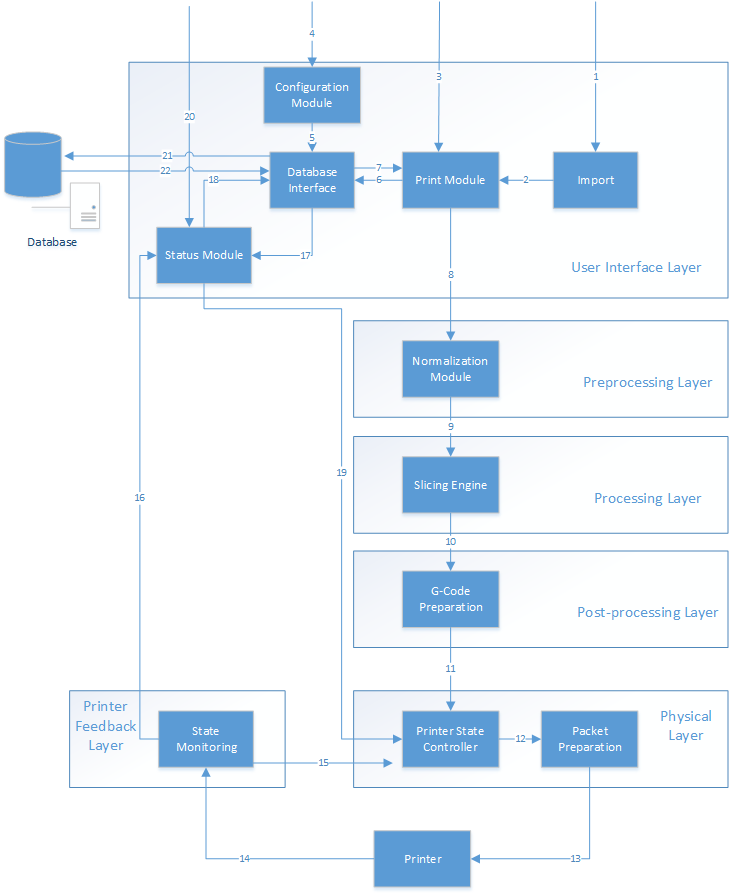 4
3
1
20
Configuration
Module
5
21
22
18
Database
Interface
7
6
Print Module
2
Import
Database
Status Module
17
User Interface Layer
8
Normalization
Module
Preprocessing Layer
9
19
16
Slicing Engine
Processing Layer
10
G-Code
Preparation
Post-processing Layer
11
Printer
Feedback
Layer
State
Monitoring
15
Printer State
Controller
12
Packet
Preparation
Physical
Layer
14
Printer
13